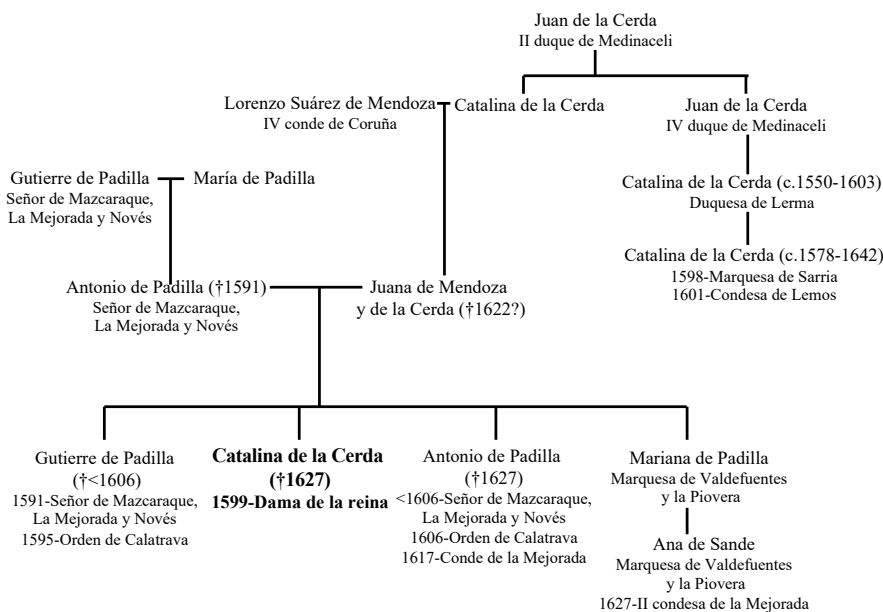 Juan de la Cerda
II duque de Medinaceli
Lorenzo Suárez de Mendoza
IV conde de Coruña
Catalina de la Cerda
Juan de la Cerda
IV duque de Medinaceli
Gutierre de Padilla
Señor de Mazcaraque,
La Mejorada y Novés
María de Padilla
Catalina de la Cerda (c.1550-1603)
Duquesa de Lerma
Catalina de la Cerda (c.1578-1642)
1598-Marquesa de Sarria
1601-Condesa de Lemos
Antonio de Padilla (†1591)
Señor de Mazcaraque,
La Mejorada y Novés
Juana de Mendoza
y de la Cerda (†1622?)
Gutierre de Padilla
(†<1606)
1591-Señor de Mazcaraque,
La Mejorada y Novés
1595-Orden de Calatrava
Catalina de la Cerda
(†1627)
1599-Dama de la reina
Antonio de Padilla
(†1627)
<1606-Señor de Mazcaraque,
La Mejorada y Novés
1606-Orden de Calatrava
1617-Conde de la Mejorada
Mariana de Padilla
Marquesa de Valdefuentes
y la Piovera
Ana de Sande
Marquesa de Valdefuentes
y la Piovera
1627-II condesa de la Mejorada